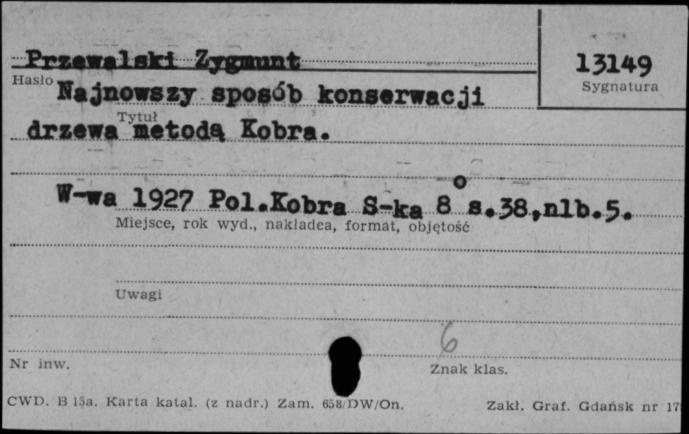 Przewalski Zygmunt
13149
Hasło
Sygnatura
Najnowszy sposób konserwacji
Tytuł
drzewa metodą Kobra.
W-wa 1927 Pol.Kobra S-ka 8° s.38,nlb.5.
Miejsce, rok wyd., nakładca, format, objętość
Uwagi
6
Nr inw.
Znak klas.
CWD. B 15a. Karta katal. (z nadr.) Zam. 658/DW/On.
Zakł. Graf. Gdańsk nr 17